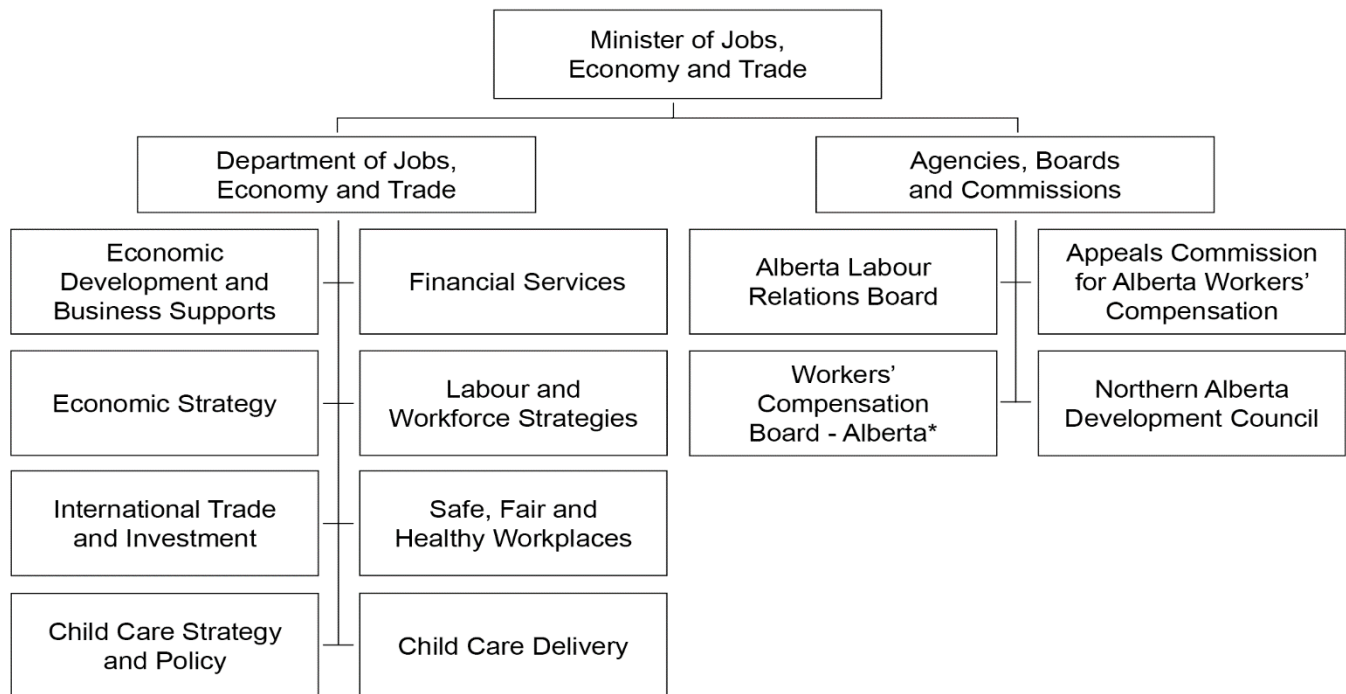 Minister of Jobs,
Economy and Trade
Department of Jobs,
Economy and Trade
Agencies, Boards
and Commissions
Economic
Development and
Business Supports
Financial Services
Alberta Labour
Relations Board
Appeals Commission
for Alberta Workers’
Compensation
Economic Strategy
Labour and
Workforce Strategies
Workers’
Compensation
Board - Alberta*
Northern Alberta
Development Council
International Trade
and Investment
Safe, Fair and
Healthy Workplaces
Child Care Strategy
and Policy
Child Care Delivery